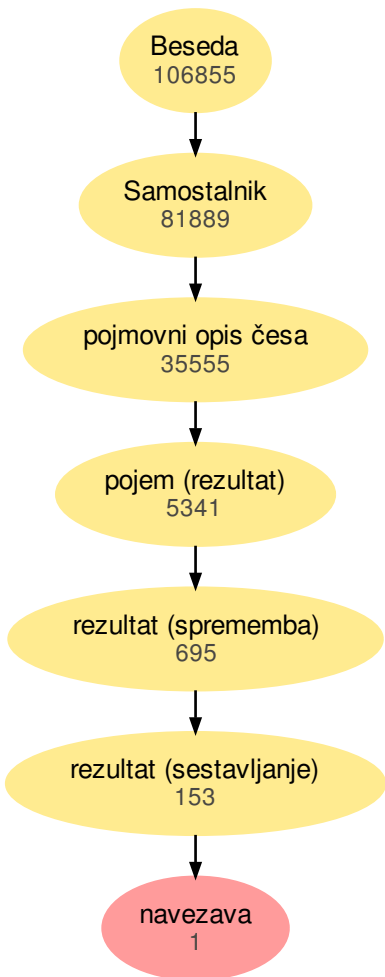 Beseda
106855
Samostalnik
81889
pojmovni opis česa
35555
pojem (rezultat)
5341
rezultat (sprememba)
695
rezultat (sestavljanje)
153
navezava
1